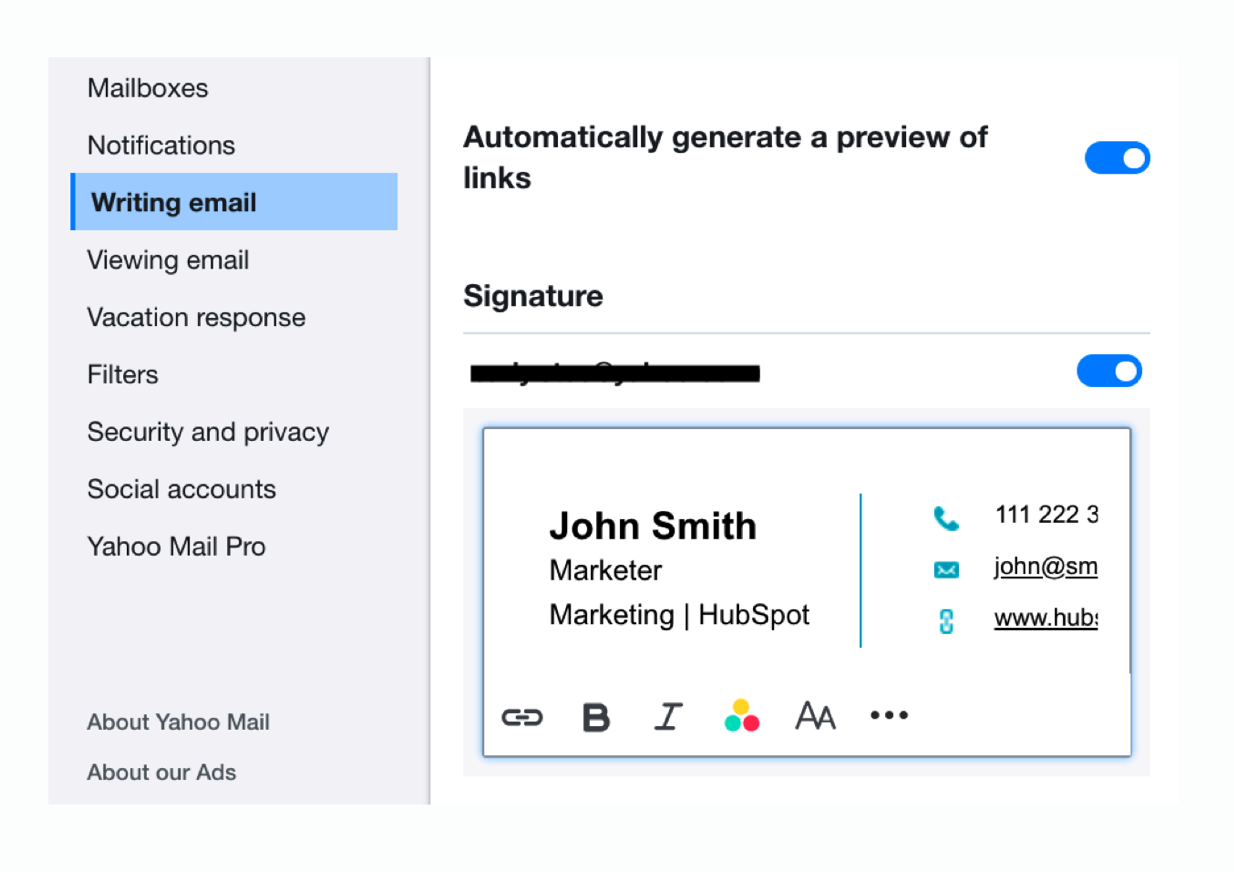 Mailboxes
Notifications
Writing email
Viewing email
Vacation response
Filters
Security and privacy
Social accounts
Yahoo Mail Pro
About Yahoo Mail
About our Ads
Automatically generate a preview of
links
Signature
John Smith
Marketer
Marketing | HubSpot
111 222 3
john@sm
www.hubs
B I AA •••